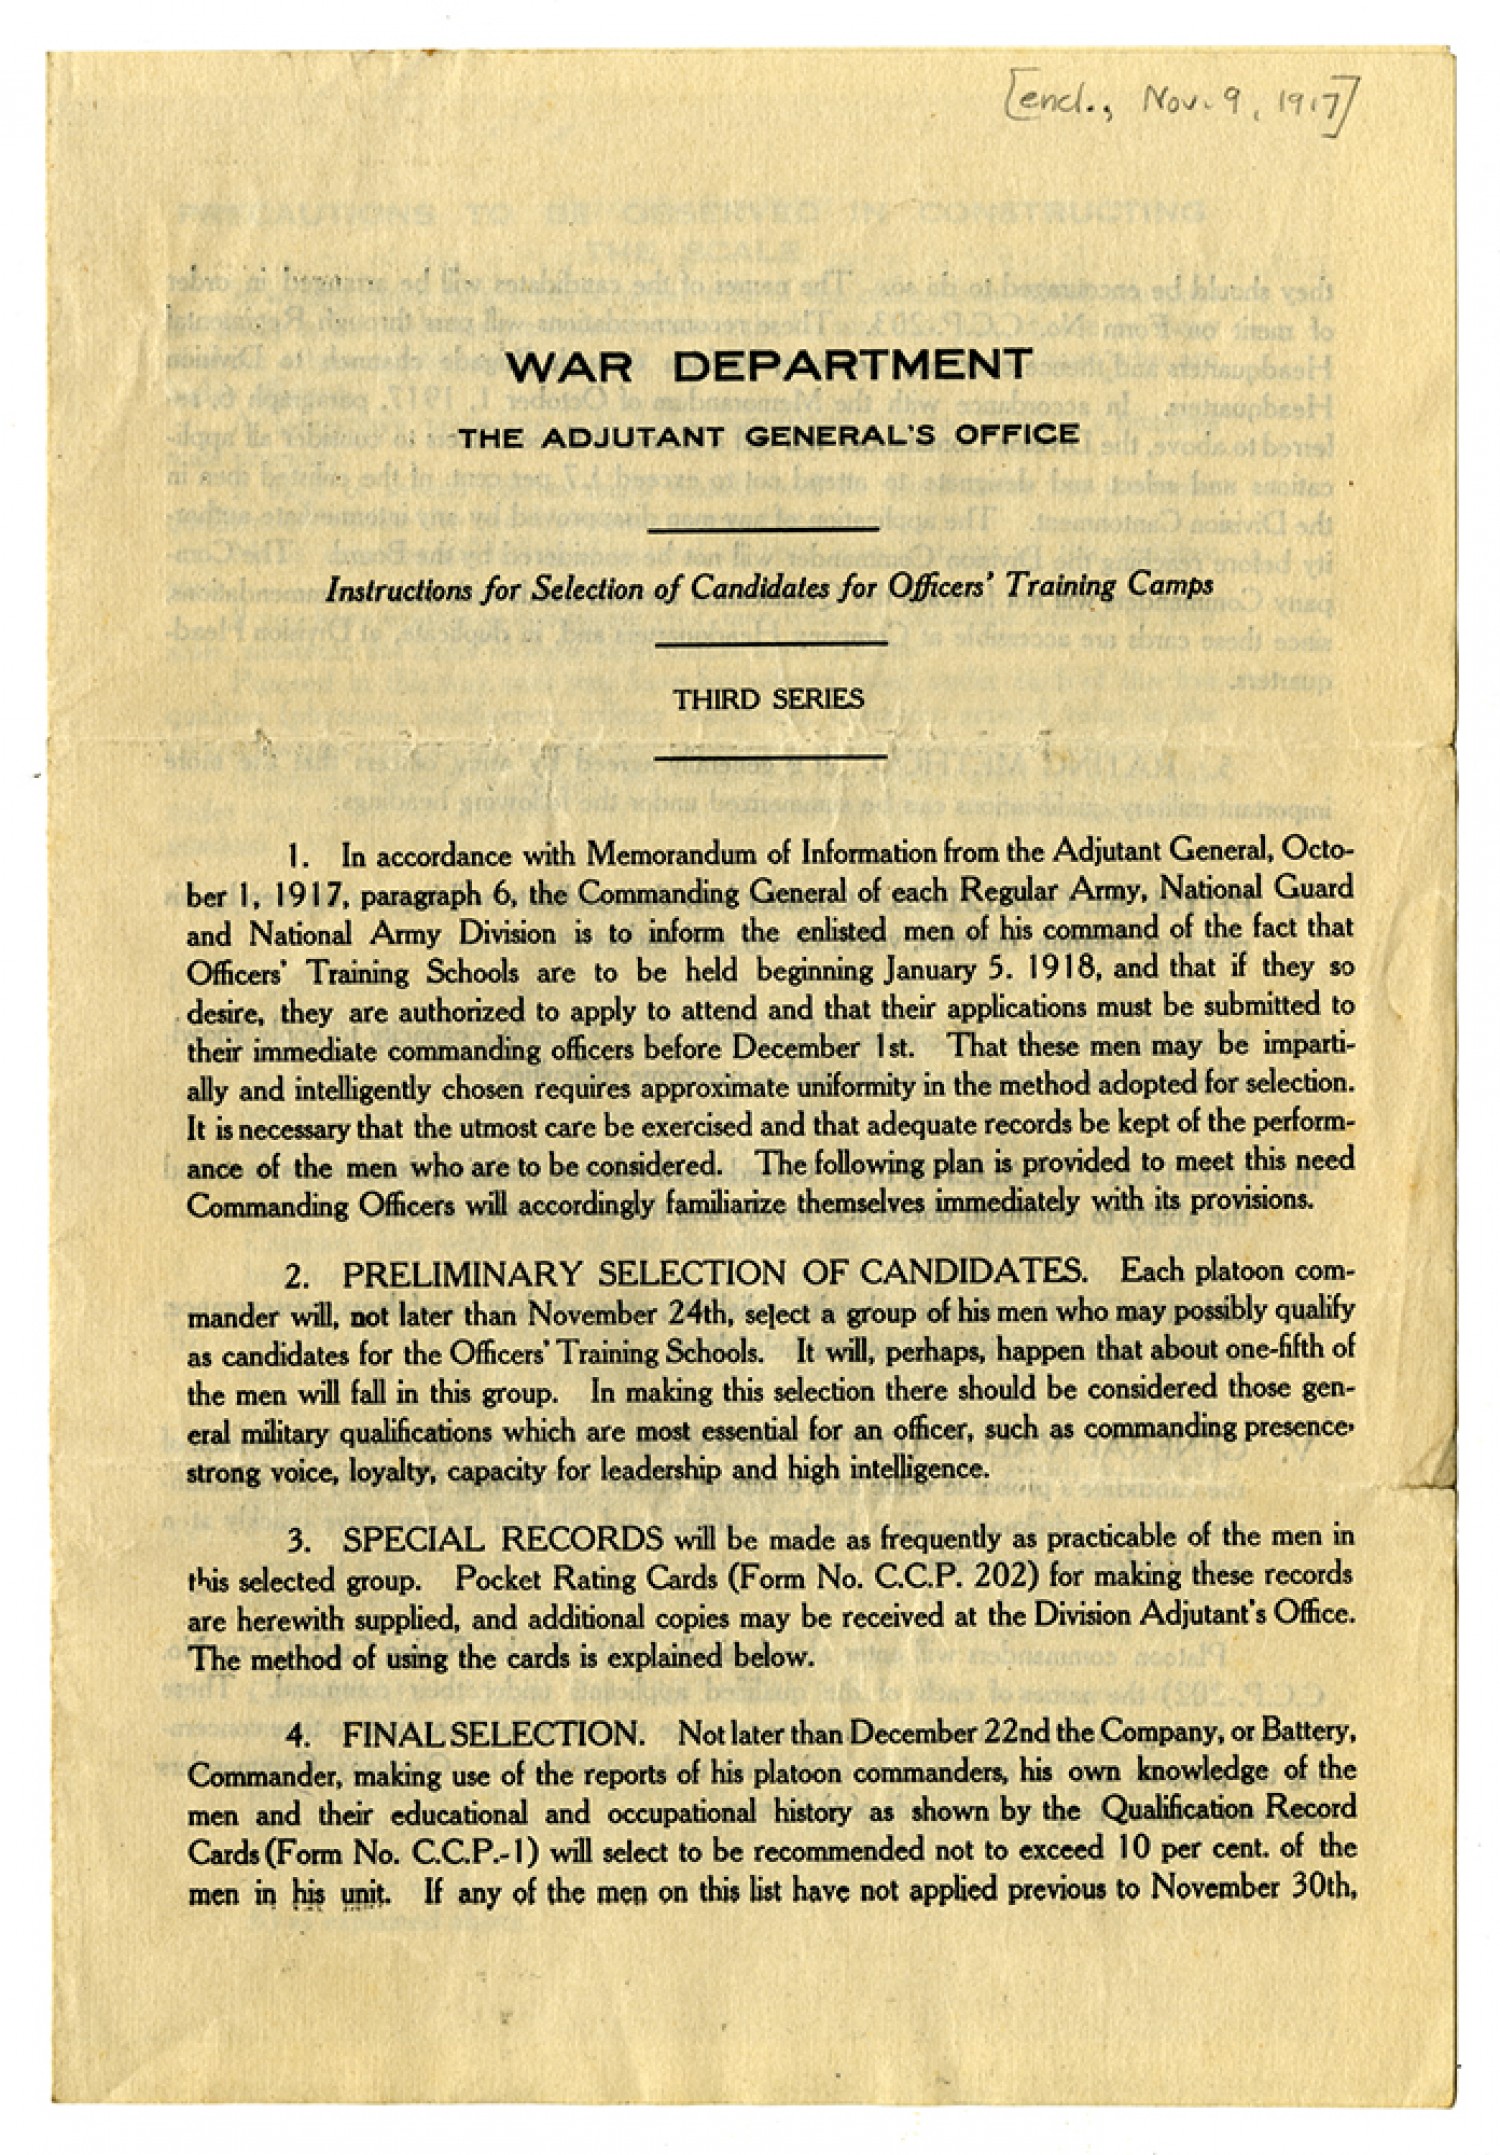 [encl., Nov. 9, 1917]
WAR DEPARTMENT
THE ADJUTANT GENERAL'S OFFICE
Instructions for Selection of Candidates for Officers' Training Camps
THIRD SERIES
1. In accordance with Memorandum of Information from the Adjutant General, Octo-
ber 1, 1917, paragraph 6, the Commanding General of each Regular Army, National Guard
and National Army Division is to inform the enlisted men of his command of the fact that
Officers' Training Schools are to be held beginning January 5. 1918, and that if they so
desire, they are authorized to apply to attend and that their applications must be submitted to
their immediate commanding officers before December 1st. That these men may be imparti-
ally and intelligently chosen requires approximate uniformity in the method adopted for selection.
It is necessary that the utmost care be exercised and that adequate records be kept of the perform-
ance of the men who are to be considered. The following plan is provided to meet this need
Commanding Officers will accordingly familiarize themselves immediately with its provisions.
2. PRELIMINARY SELECTION OF CANDIDATES. Each platoon com-
mander will, not later than November 24th, select a group of his men who may possibly qualify
as candidates for the Officers' Training Schools. It will, perhaps, happen that about one-fifth of
the men will fall in this group. In making this selection there should be considered those gen-
eral military qualifications which are most essential for an officer, such as commanding presence,
strong voice, loyalty, capacity for leadership and high intelligence.
3. SPECIAL RECORDS will be made as frequently as practicable of the men in
this selected group. Pocket Rating Cards (Form No. C.C.P. 202) for making these records
are herewith supplied, and additional copies may be received at the Division Adjutant's Office.
The method of using the cards is explained below.
4. FINAL SELECTION. Not later than December 22nd the Company, or Battery,
Commander, making use of the reports of his platoon commanders, his own knowledge of the
men and their educational and occupational history as shown by the Qualification Record
Cards (Form No. C.C.P.-1) will select to be recommended not to exceed 10 per cent. of the
men in his unit. If any of the men on this list have not applied previous to November 30th,